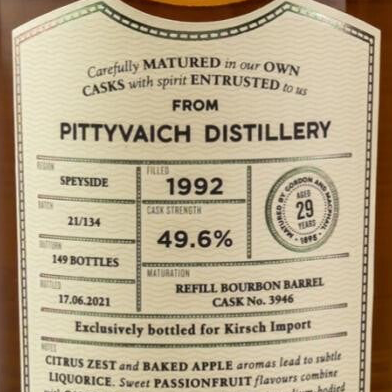 Carefully MATURED in our OWN
CASKS with spirit ENTRUSTED to us
FROM
PITTYVAICH DISTILLERY
REGION
SPEYSIDE
BATCH
21/134
OUTTURN
149 BOTTLES
BOTTLED
17.06.2021
FILLED
1992
CASK STRENGTH
49.6%
MATURED BY GORDON AND MACPHAIL
AGED
29
YEARS
1895
MATURATION
REFILL BOURBON BARREL
CASK No. 3946
Exclusively bottled for Kirsch Import
NOTES
CITRUS ZEST and BAKED APPLE aromas lead to subtle
LIQUORICE. Sweet PASSIONFRUIT flavours combine